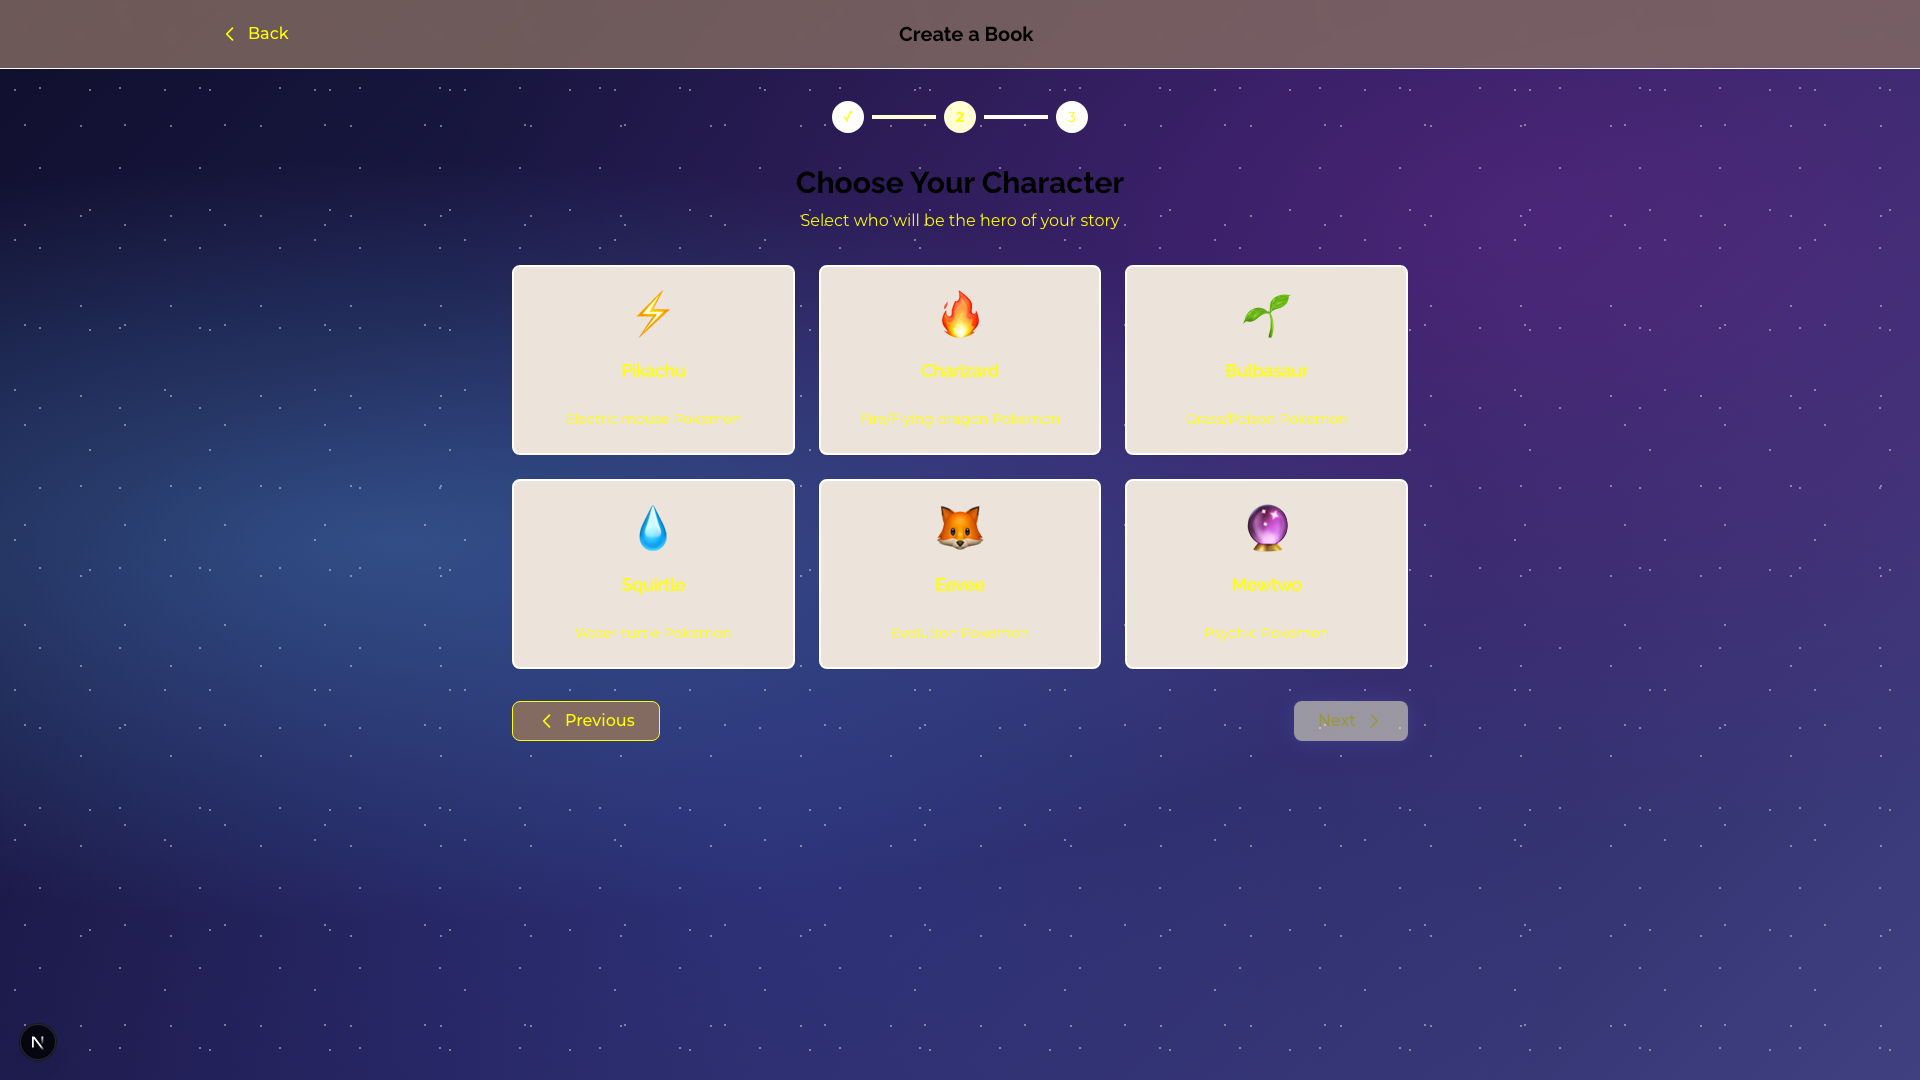 Back
Create a Book
✓ 2 3
Choose Your Character
Select who will be the hero of your story
Pikachu
Electric mouse Pokemon
Charizard
Fire/Flying dragon Pokemon
Bulbasaur
Grass/Poison Pokemon
Squirtle
Water turtle Pokemon
Eevee
Evolution Pokemon
Mewtwo
Psychic Pokemon
Previous
Next
N